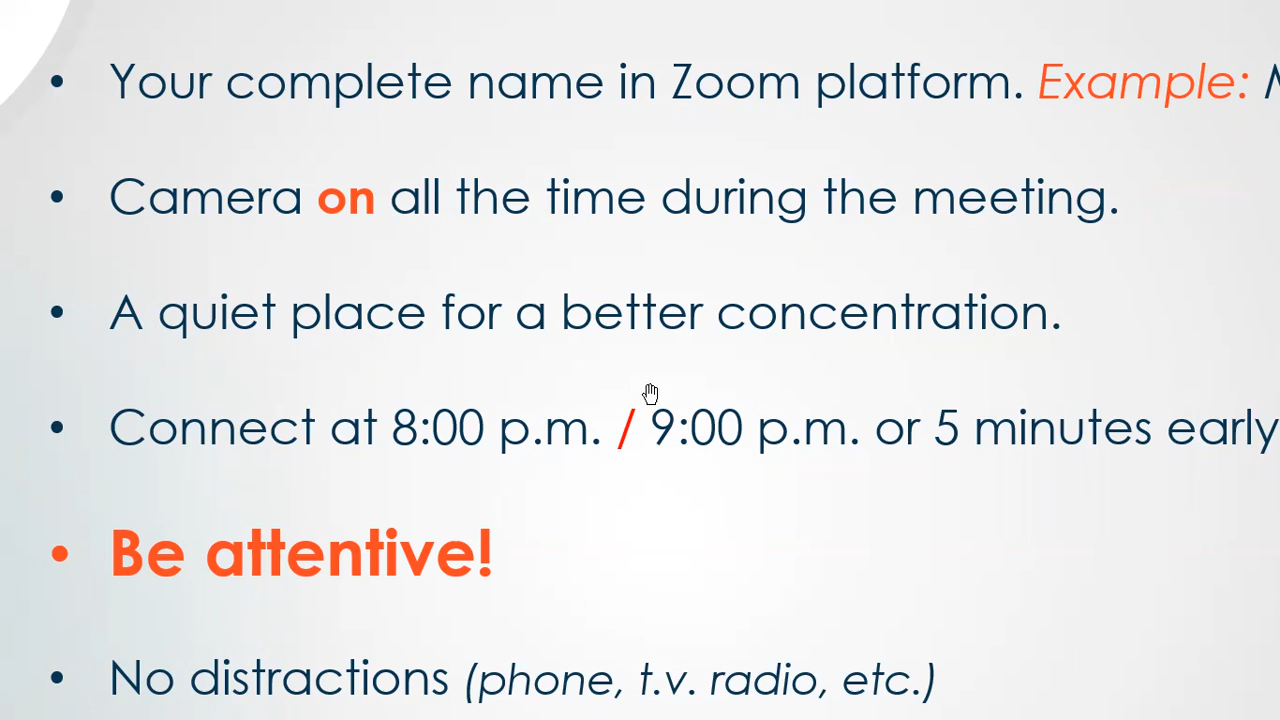 • Your complete name in Zoom platform. Example:
• Camera on all the time during the meeting.
• A quiet place for a better concentration.
• Connect at 8:00 p.m. / 9:00 p.m. or 5 minutes early
• Be attentive!
• No distractions (phone, t.v. radio, etc.)